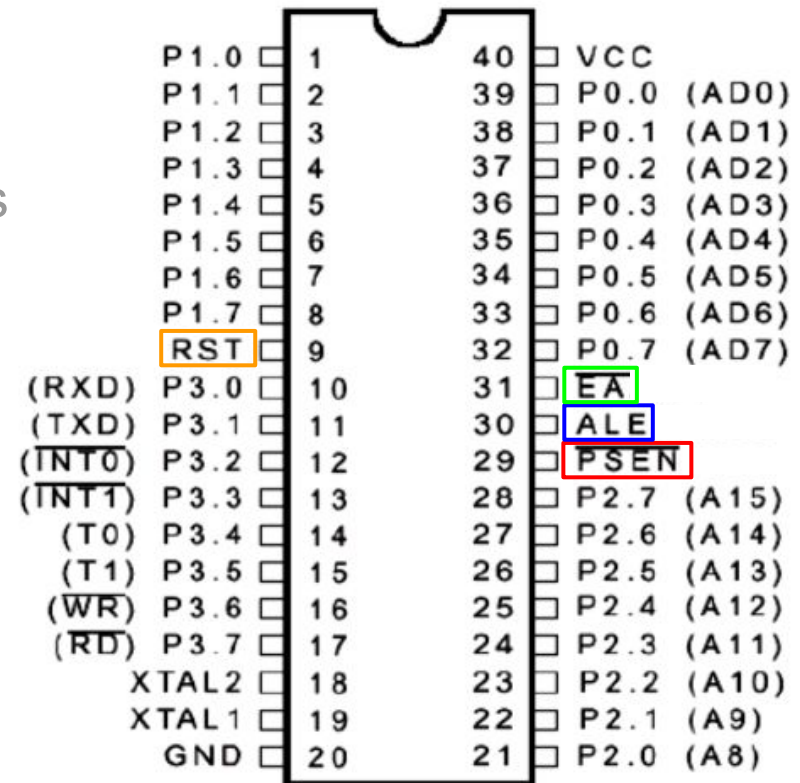 P1.0 1 40 VCC
P1.1 2 39 P0.0 (AD0)
P1.2 3 38 P0.1 (AD1)
P1.3 4 37 P0.2 (AD2)
s P1.4 5 36 P0.3 (AD3)
P1.5 6 35 P0.4 (AD4)
P1.6 7 34 P0.5 (AD5)
P1.7 8 33 P0.6 (AD6)
RST 9 32 P0.7 (AD7)
(RXD) P3.0 10 31 E̅A̅
(TXD) P3.1 11 30 ALE
(I̅N̅T̅0̅) P3.2 12 29 P̅S̅E̅N̅
(I̅N̅T̅1̅) P3.3 13 28 P2.7 (A15)
(T0) P3.4 14 27 P2.6 (A14)
(T1) P3.5 15 26 P2.5 (A13)
(W̅R̅) P3.6 16 25 P2.4 (A12)
(R̅D̅) P3.7 17 24 P2.3 (A11)
XTAL2 18 23 P2.2 (A10)
XTAL1 19 22 P2.1 (A9)
GND 20 21 P2.0 (A8)